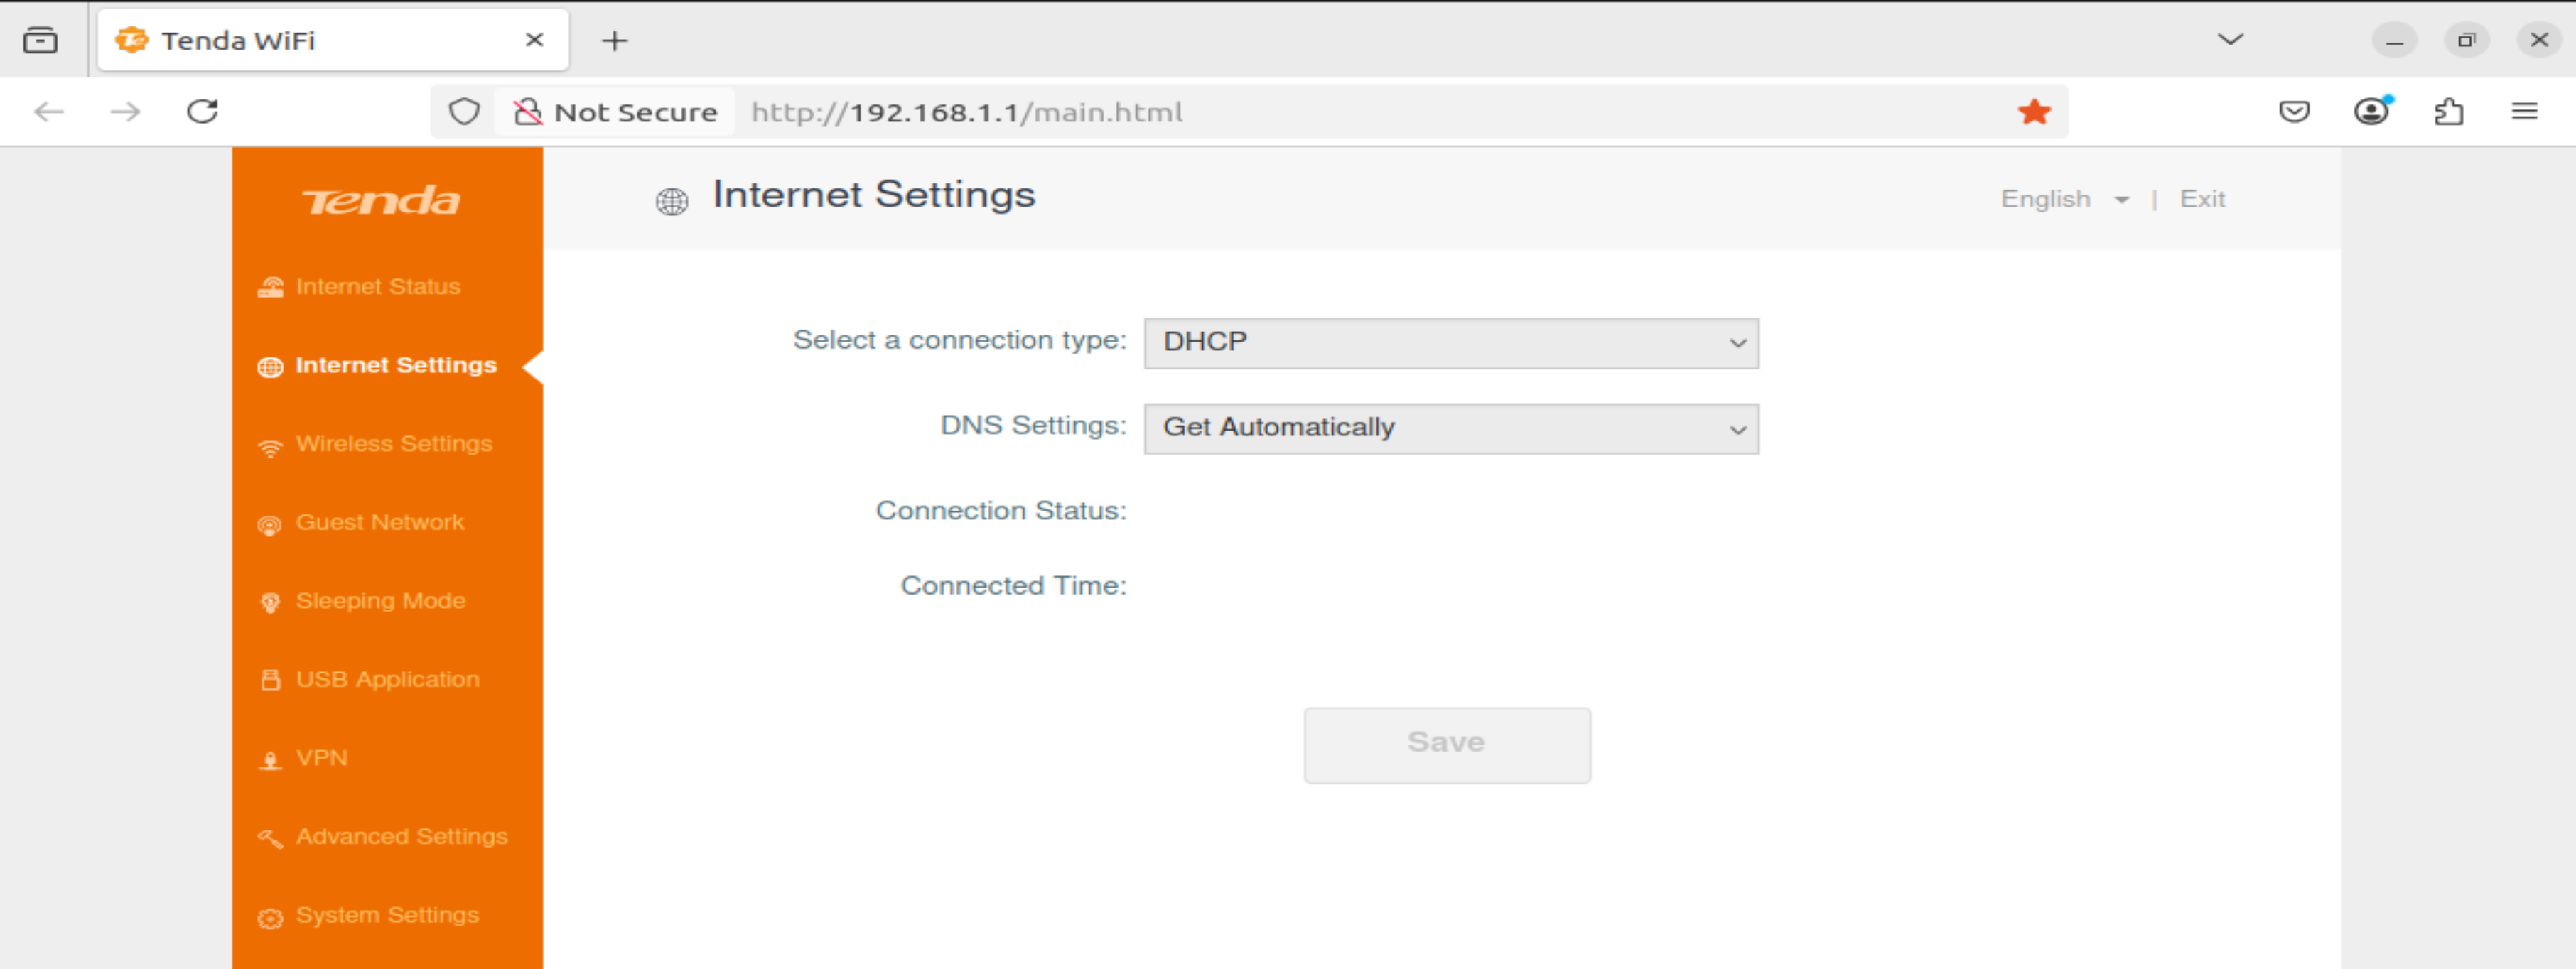 Tenda WiFi
Not Secure http://192.168.1.1/main.html
Tenda
Internet Settings
English | Exit
Internet Status
Internet Settings
Wireless Settings
Guest Network
Sleeping Mode
USB Application
VPN
Advanced Settings
System Settings
Select a connection type: DHCP
DNS Settings: Get Automatically
Connection Status:
Connected Time:
Save